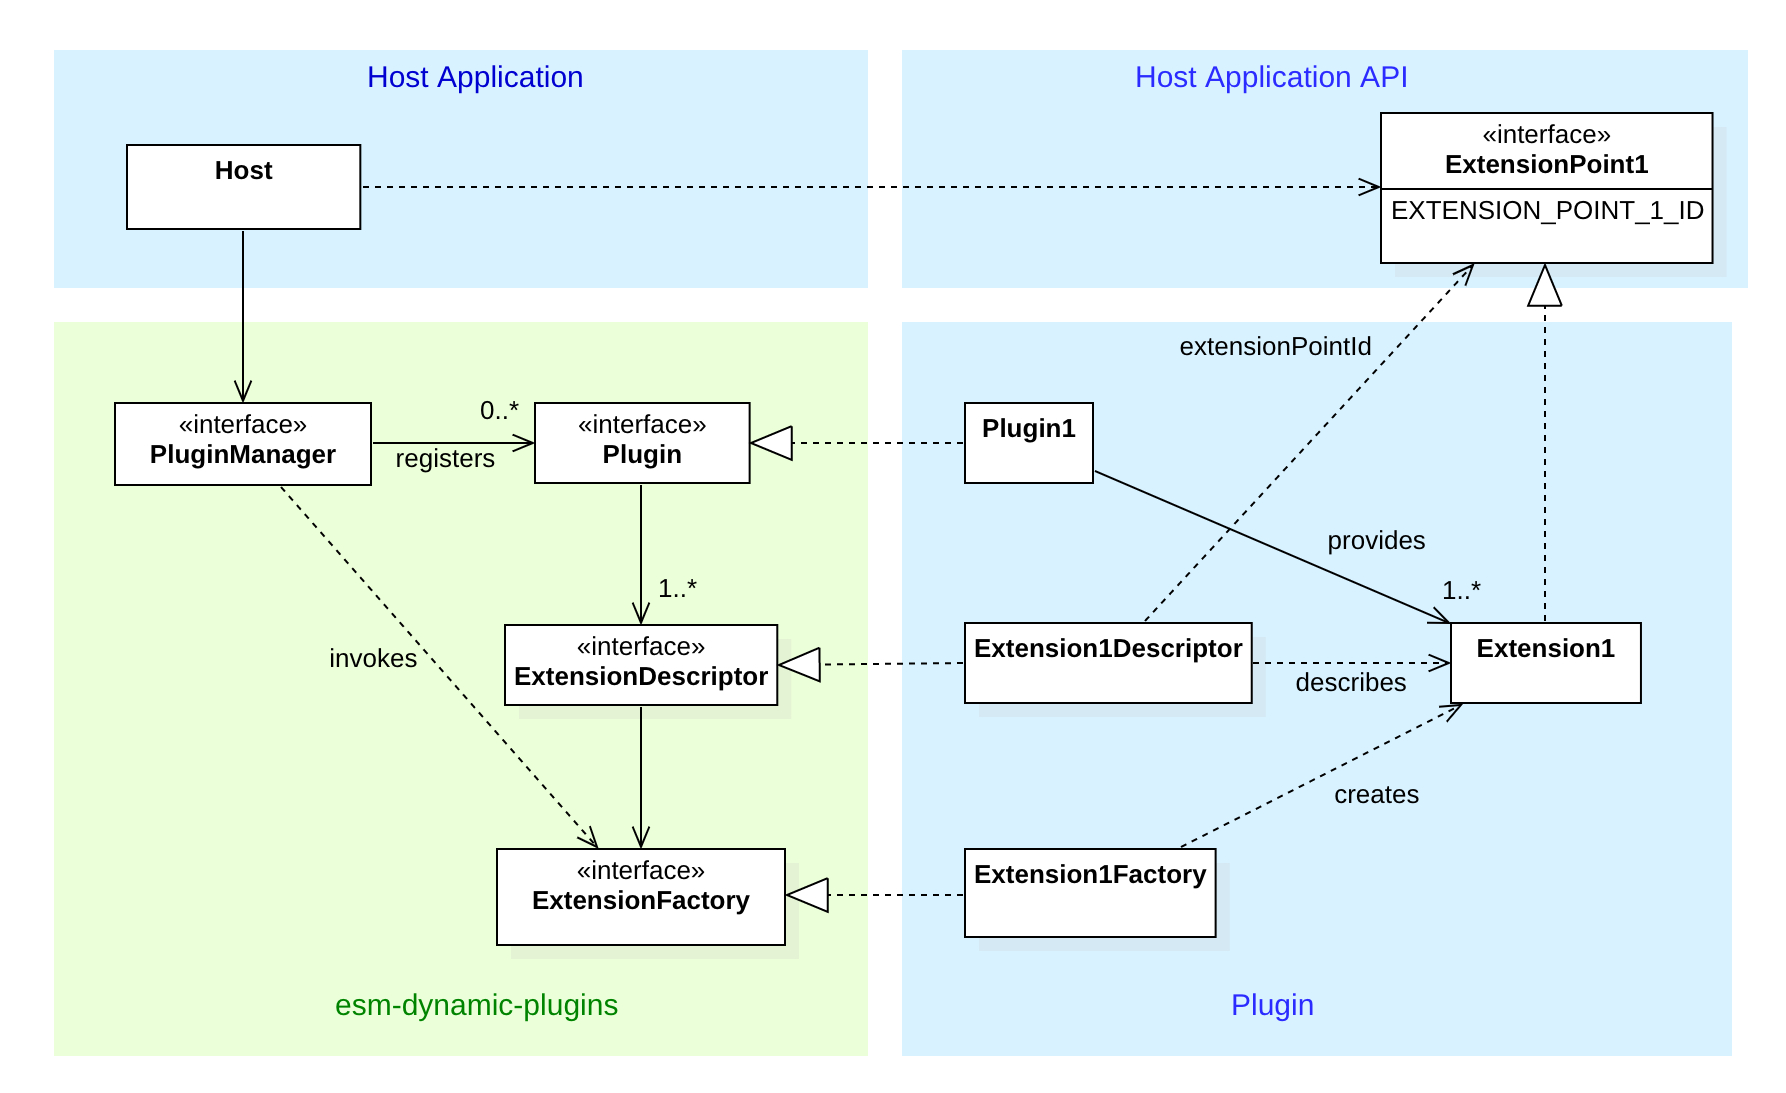 Host Application
Host Application API
Host
«interface»
ExtensionPoint1
EXTENSION_POINT_1_ID
extensionPointId
«interface»
PluginManager
registers
0..*
«interface»
Plugin
Plugin1
provides
1..*
1..*
invokes
«interface»
ExtensionDescriptor
Extension1Descriptor
describes
Extension1
creates
«interface»
ExtensionFactory
Extension1Factory
esm-dynamic-plugins
Plugin